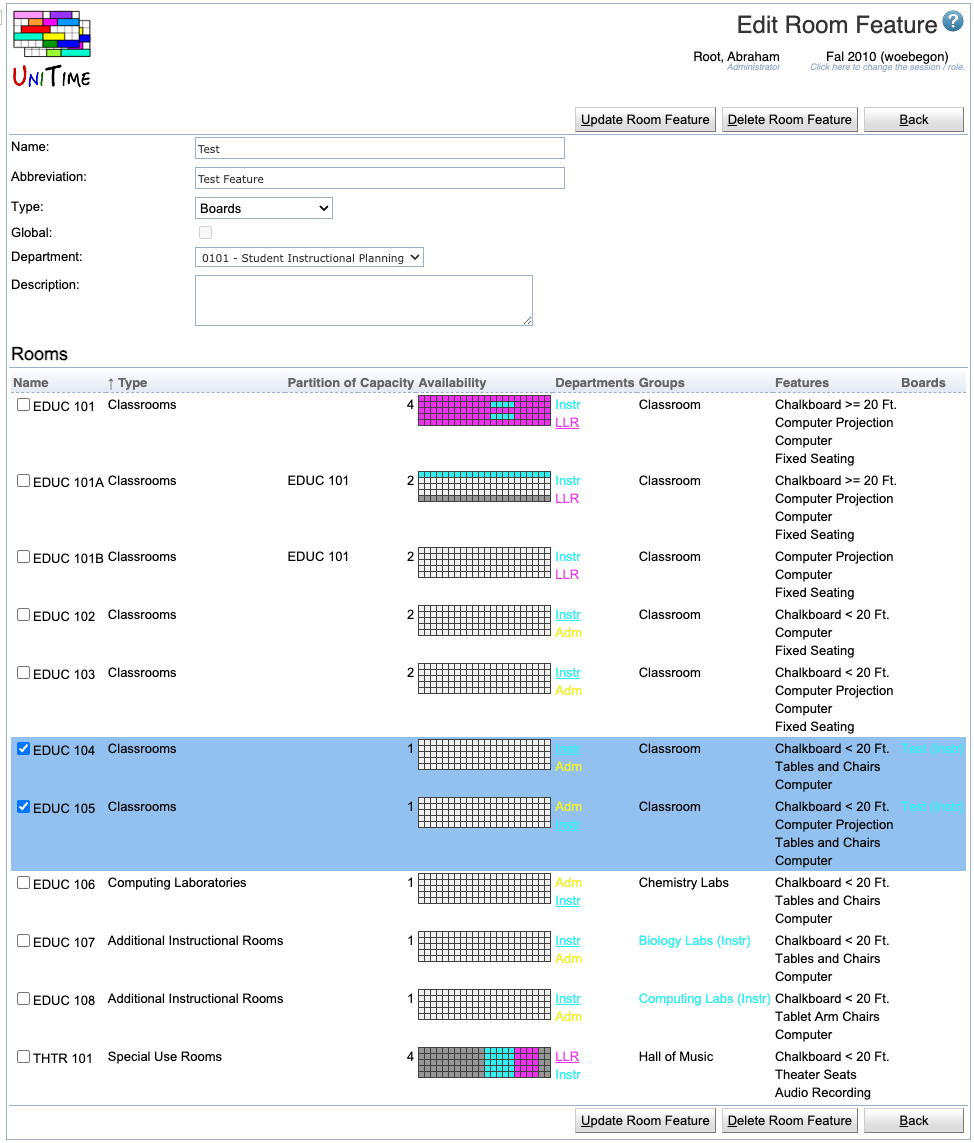 UNITIME
Edit Room Feature ?
Root, Abraham Fal 2010 (woebegon)
Administrator Click here to change the session / role.
Update Room Feature Delete Room Feature Back
Name: Test
Abbreviation: Test Feature
Type: Boards
Global:
Department: 0101 - Student Instructional Planning
Description:
Rooms
Name ↑ Type Partition of Capacity Availability Departments Groups Features Boards
EDUC 101 Classrooms 4 Instr Classroom Chalkboard >= 20 Ft.
LLR Computer Projection
Computer
Fixed Seating
EDUC 101A Classrooms EDUC 101 2 Instr Classroom Chalkboard >= 20 Ft.
LLR Computer Projection
Computer
Fixed Seating
EDUC 101B Classrooms EDUC 101 2 Instr Classroom Computer Projection
LLR Computer
Fixed Seating
EDUC 102 Classrooms 2 Instr Classroom Chalkboard < 20 Ft.
Adm Computer
Fixed Seating
EDUC 103 Classrooms 2 Instr Classroom Chalkboard < 20 Ft.
Adm Computer Projection
Computer
Fixed Seating
EDUC 104 Classrooms 1 Instr Classroom Chalkboard < 20 Ft. Test (Instr)
Adm Tables and Chairs
Computer
EDUC 105 Classrooms 1 Adm Classroom Chalkboard < 20 Ft. Test (Instr)
Instr Computer Projection
Tables and Chairs
Computer
EDUC 106 Computing Laboratories 1 Adm Chemistry Labs Chalkboard < 20 Ft.
Instr Tables and Chairs
Computer
EDUC 107 Additional Instructional Rooms 1 Instr Biology Labs (Instr) Chalkboard < 20 Ft.
Adm Tables and Chairs
Computer
EDUC 108 Additional Instructional Rooms 1 Instr Computing Labs (Instr) Chalkboard < 20 Ft.
Adm Tablet Arm Chairs
Computer
THTR 101 Special Use Rooms 4 LLR Hall of Music Chalkboard < 20 Ft.
Instr Theater Seats
Audio Recording
Update Room Feature Delete Room Feature Back